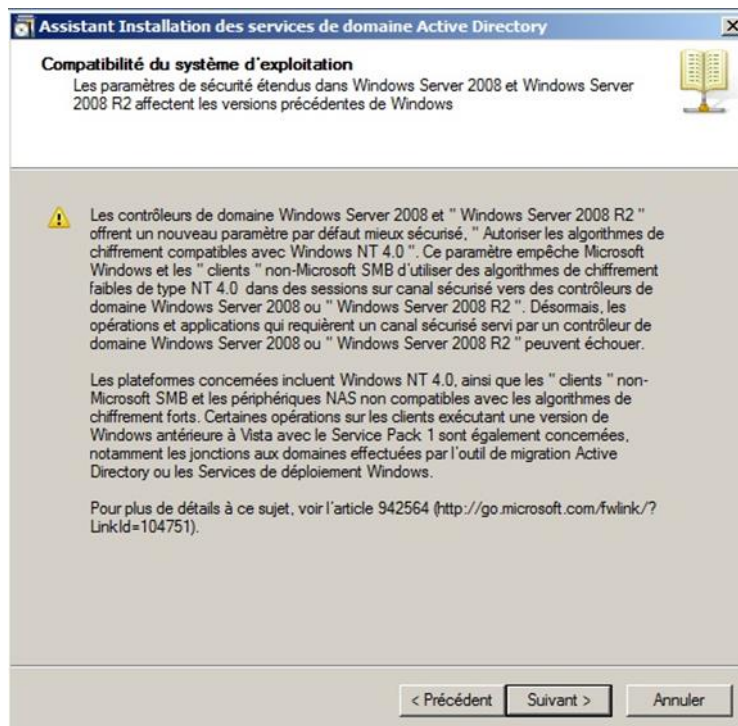 Assistant Installation des services de domaine Active Directory
Compatibilité du système d'exploitation
Les paramètres de sécurité étendus dans Windows Server 2008 et Windows Server
2008 R2 affectent les versions précédentes de Windows
Les contrôleurs de domaine Windows Server 2008 et " Windows Server 2008 R2 "
offrent un nouveau paramètre par défaut mieux sécurisé, " Autoriser les algorithmes de
chiffrement compatibles avec Windows NT 4.0 ". Ce paramètre empêche Microsoft
Windows et les " clients " non-Microsoft SMB d'utiliser des algorithmes de chiffrement
faibles de type NT 4.0 dans des sessions sur canal sécurisé vers des contrôleurs de
domaine Windows Server 2008 ou " Windows Server 2008 R2 ". Désormais, les
opérations et applications qui requièrent un canal sécurisé servi par un contrôleur de
domaine Windows Server 2008 ou " Windows Server 2008 R2 " peuvent échouer.
Les plateformes concernées incluent Windows NT 4.0, ainsi que les " clients " non-
Microsoft SMB et les périphériques NAS non compatibles avec les algorithmes de
chiffrement forts. Certaines opérations sur les clients exécutant une version de
Windows antérieure à Vista avec le Service Pack 1 sont également concernées,
notamment les jonctions aux domaines effectuées par l'outil de migration Active
Directory ou les Services de déploiement Windows.
Pour plus de détails à ce sujet, voir l'article 942564 (http://go.microsoft.com/fwlink/?
LinkId=104751).
< Précédent
Suivant >
Annuler